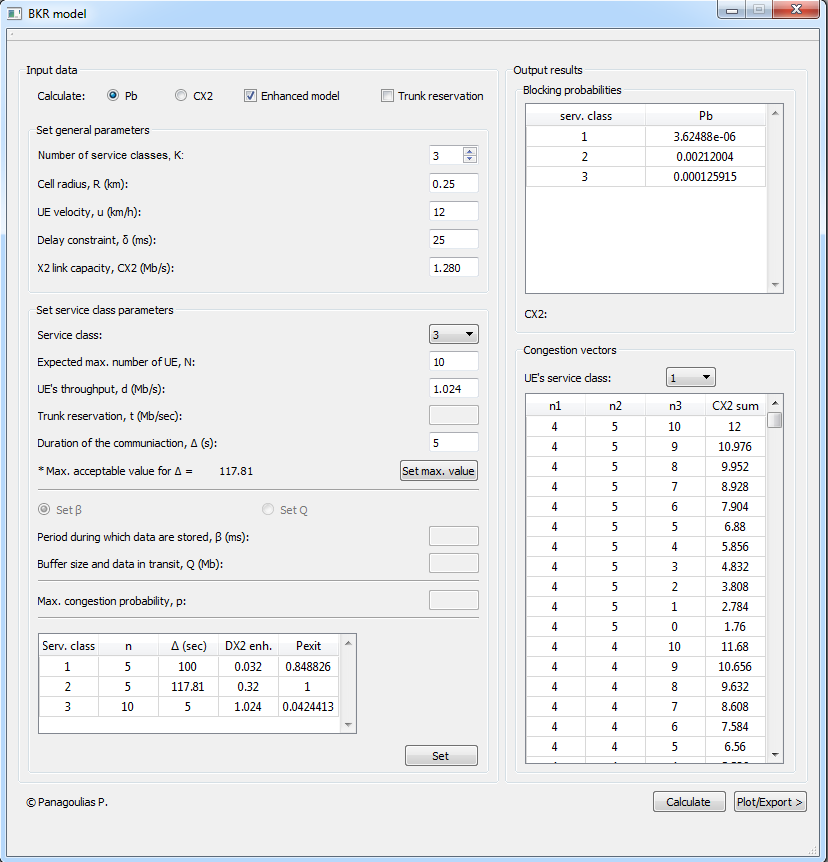 BKR model
Input data
Calculate: Pb CX2 Enhanced model Trunk reservation
Set general parameters
Number of service classes, K: 3
Cell radius, R (km): 0.25
UE velocity, u (km/h): 12
Delay constraint, δ (ms): 25
X2 link capacity, CX2 (Mb/s): 1.280
Set service class parameters
Service class: 3
Expected max. number of UE, N: 10
UE's throughput, d (Mb/s): 1.024
Trunk reservation, t (Mb/sec):
Duration of the communiaction, Δ (s): 5
*Max. acceptable value for Δ = 117.81 Set max. value
Set β Set Q
Period during which data are stored, β (ms):
Buffer size and data in transit, Q (Mb):
Max. congestion probability, p:
Serv. class n Δ (sec) DX2 enh. Pexit
1 5 100 0.032 0.848826
2 5 117.81 0.32 1
3 10 5 1.024 0.0424413
Set
Output results
Blocking probabilities
serv. class Pb
1 3.62488e-06
2 0.00212004
3 0.000125915
CX2:
Congestion vectors
UE's service class: 1
n1 n2 n3 CX2 sum
4 5 10 12
4 5 9 10.976
4 5 8 9.952
4 5 7 8.928
4 5 6 7.904
4 5 5 6.88
4 5 4 5.856
4 5 3 4.832
4 5 2 3.808
4 5 1 2.784
4 5 0 1.76
4 4 10 11.68
4 4 9 10.656
4 4 8 9.632
4 4 7 8.608
4 4 6 7.584
4 4 5 6.56
© Panagoulias P.
Calculate Plot/Export >